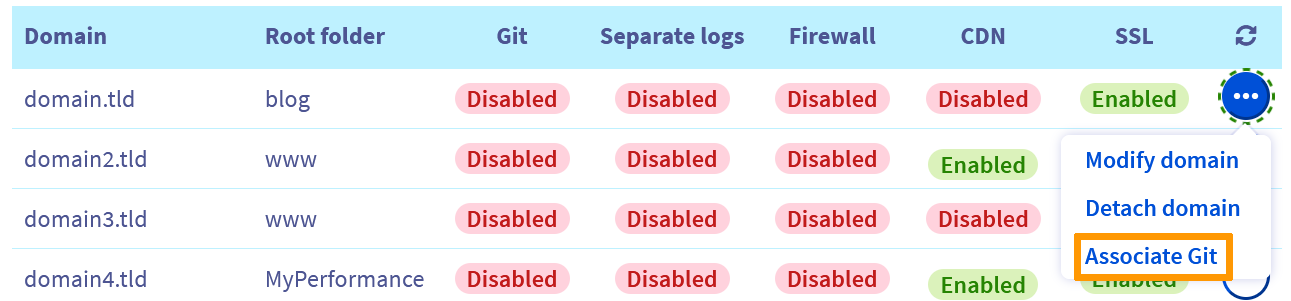 Domain Root folder Git Separate logs Firewall CDN SSL
domain.tld blog Disabled Disabled Disabled Disabled Enabled
domain2.tld www Disabled Disabled Disabled Enabled
Modify domain
Detach domain
domain3.tld www Disabled Disabled Disabled Disabled
Associate Git
domain4.tld MyPerformance Disabled Disabled Disabled Enabled Enabled